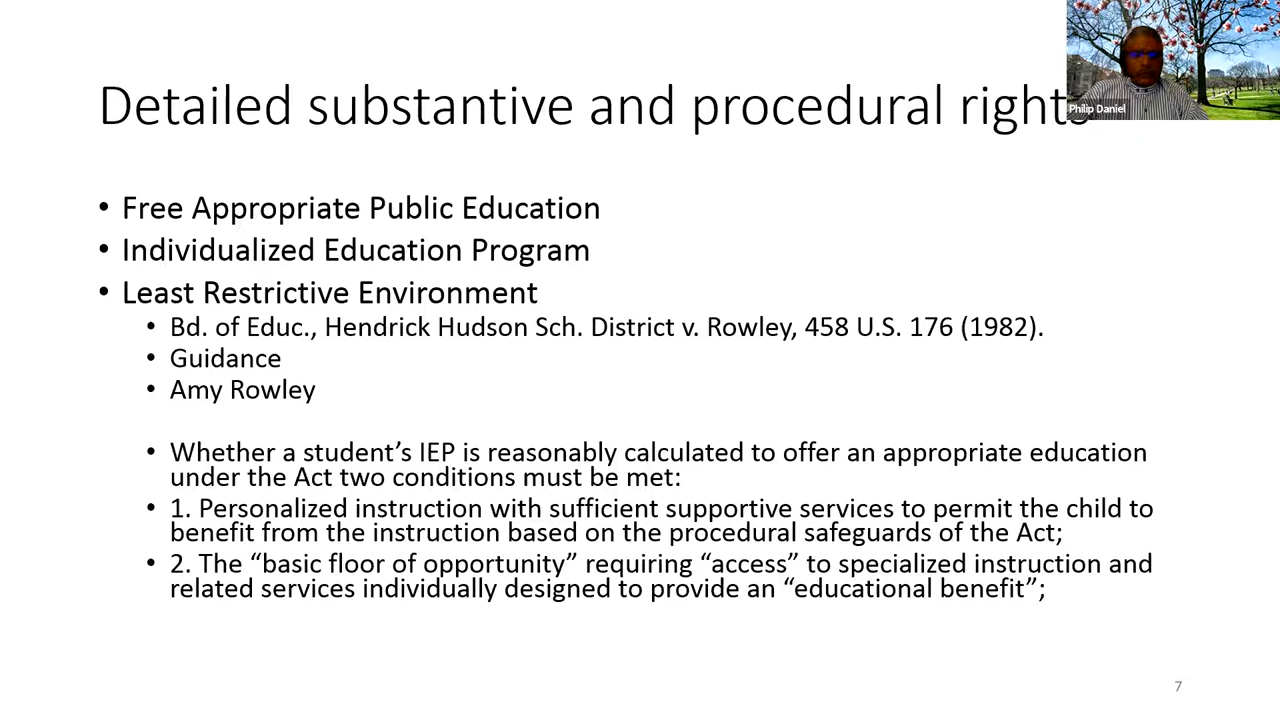 Detailed substantive and procedural rights
Philip Daniel
• Free Appropriate Public Education
• Individualized Education Program
• Least Restrictive Environment
• Bd. of Educ., Hendrick Hudson Sch. District v. Rowley, 458 U.S. 176 (1982).
• Guidance
• Amy Rowley
• Whether a student’s IEP is reasonably calculated to offer an appropriate education
under the Act two conditions must be met:
• 1. Personalized instruction with sufficient supportive services to permit the child to
benefit from the instruction based on the procedural safeguards of the Act;
• 2. The “basic floor of opportunity” requiring “access” to specialized instruction and
related services individually designed to provide an “educational benefit”;
7